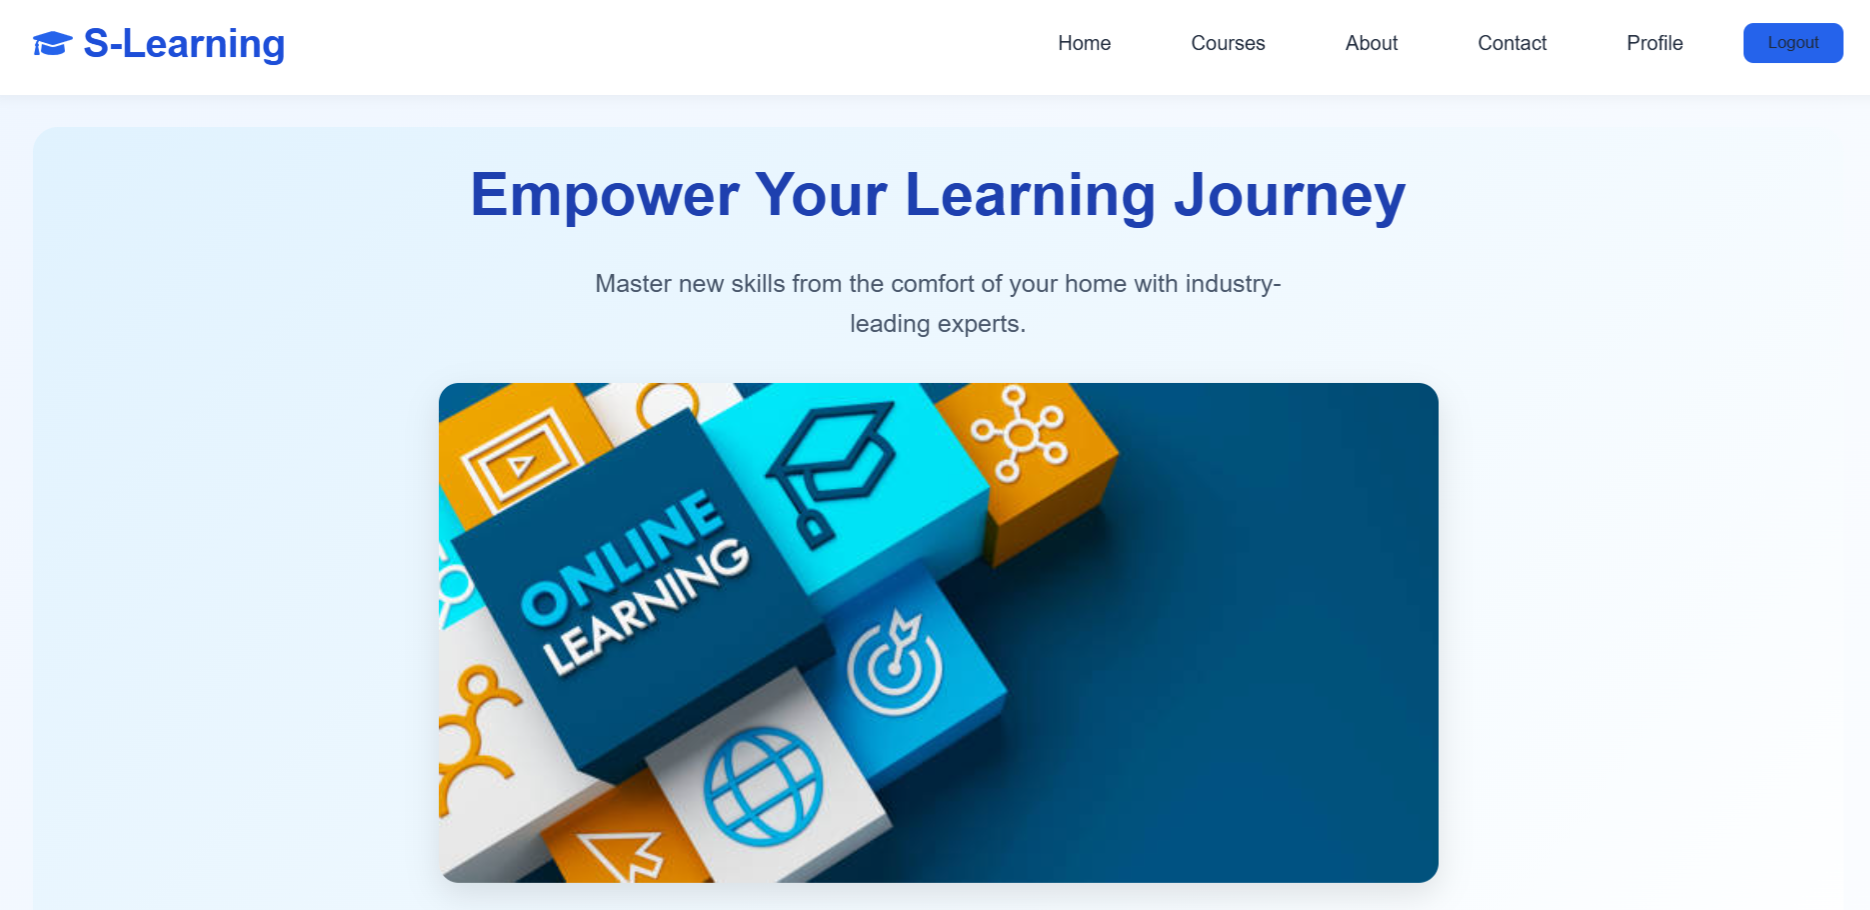 S-Learning
Home
Courses
About
Contact
Profile
Logout
Empower Your Learning Journey
Master new skills from the comfort of your home with industry-
leading experts.
ONLINE
LEARNING